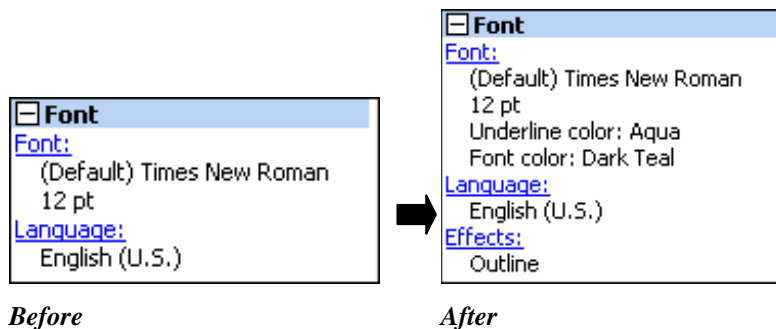 Font
Font:
(Default) Times New Roman
12 pt
Language:
English (U.S.)
Before
Font
Font:
(Default) Times New Roman
12 pt
Underline color: Aqua
Font color: Dark Teal
Language:
English (U.S.)
Effects:
Outline
After